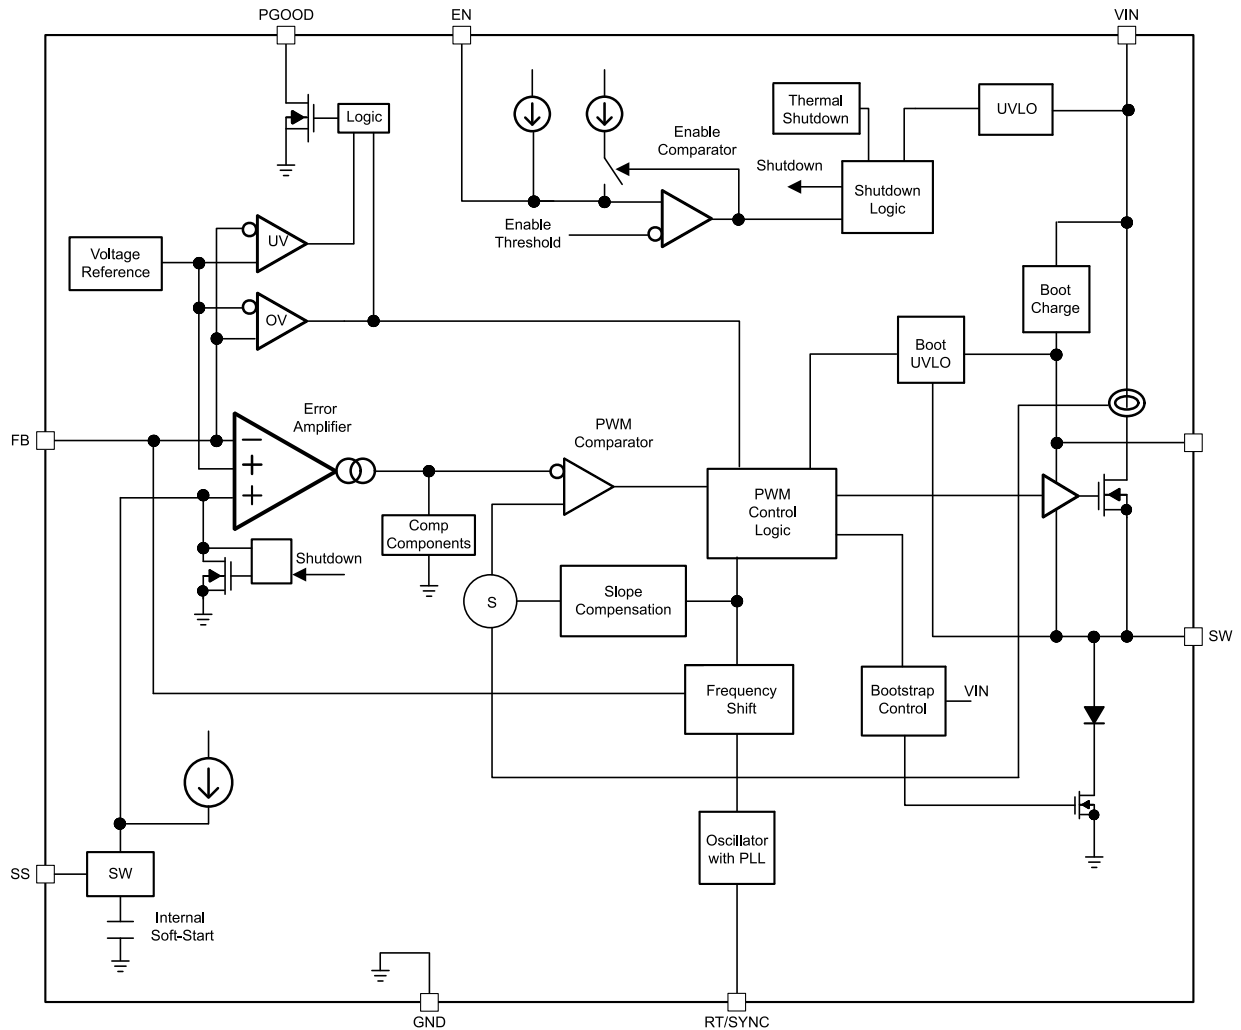 PGOOD
EN
VIN
Thermal
Shutdown
UVLO
Logic
Enable
Comparator
Shutdown
Shutdown
Logic
Enable
Threshold
UV
Voltage
Reference
Boot
Charge
OV
Boot
UVLO
Error
Amplifier
PWM
Comparator
FB
−
+
+
PWM
Control
Logic
Comp
Components
Shutdown
S
Slope
Compensation
SW
Frequency
Shift
Bootstrap
Control
VIN
Oscillator
with PLL
SS
SW
Internal
Soft-Start
GND
RT/SYNC